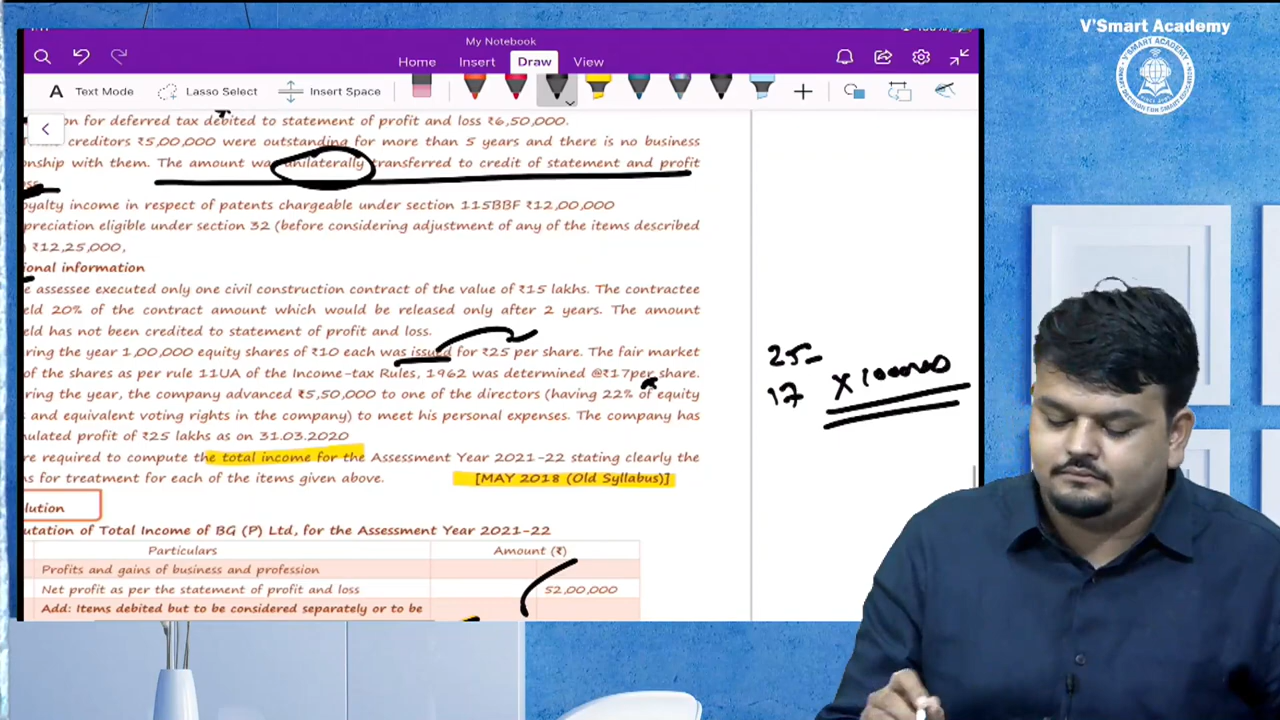 V'Smart Academy
My Notebook
Home Insert Draw View
A Text Mode Lasso Select Insert Space
on for deferred tax debited to statement of profit and loss ₹6,50,000.
creditors ₹5,00,000 were outstanding for more than 5 years and there is no business
onship with them. The amount was unilaterally transferred to credit of statement and profit
oyalty income in respect of patents chargeable under section 115BBF ₹12,00,000
preciation eligible under section 32 (before considering adjustment of any of the items described
) ₹12,25,000,
ional information
e assessee executed only one civil construction contract of the value of ₹15 lakhs. The contractee
eld 20% of the contract amount which would be released only after 2 years. The amount
eld has not been credited to statement of profit and loss.
ring the year 1,00,000 equity shares of ₹10 each was issued for ₹25 per share. The fair market
of the shares as per rule 11UA of the Income-tax Rules, 1962 was determined @₹17per share.
ring the year, the company advanced ₹5,50,000 to one of the directors (having 22% of equity
and equivalent voting rights in the company) to meet his personal expenses. The company has
ulated profit of ₹25 lakhs as on 31.03.2020
re required to compute the total income for the Assessment Year 2021-22 stating clearly the
s for treatment for each of the items given above. [MAY 2018 (Old Syllabus)]
25-
17 X 100000
lution
utation of Total Income of BG (P) Ltd, for the Assessment Year 2021-22
Particulars Amount (₹)
Profits and gains of business and profession
Net profit as per the statement of profit and loss 52,00,000
Add: Items debited but to be considered separately or to be